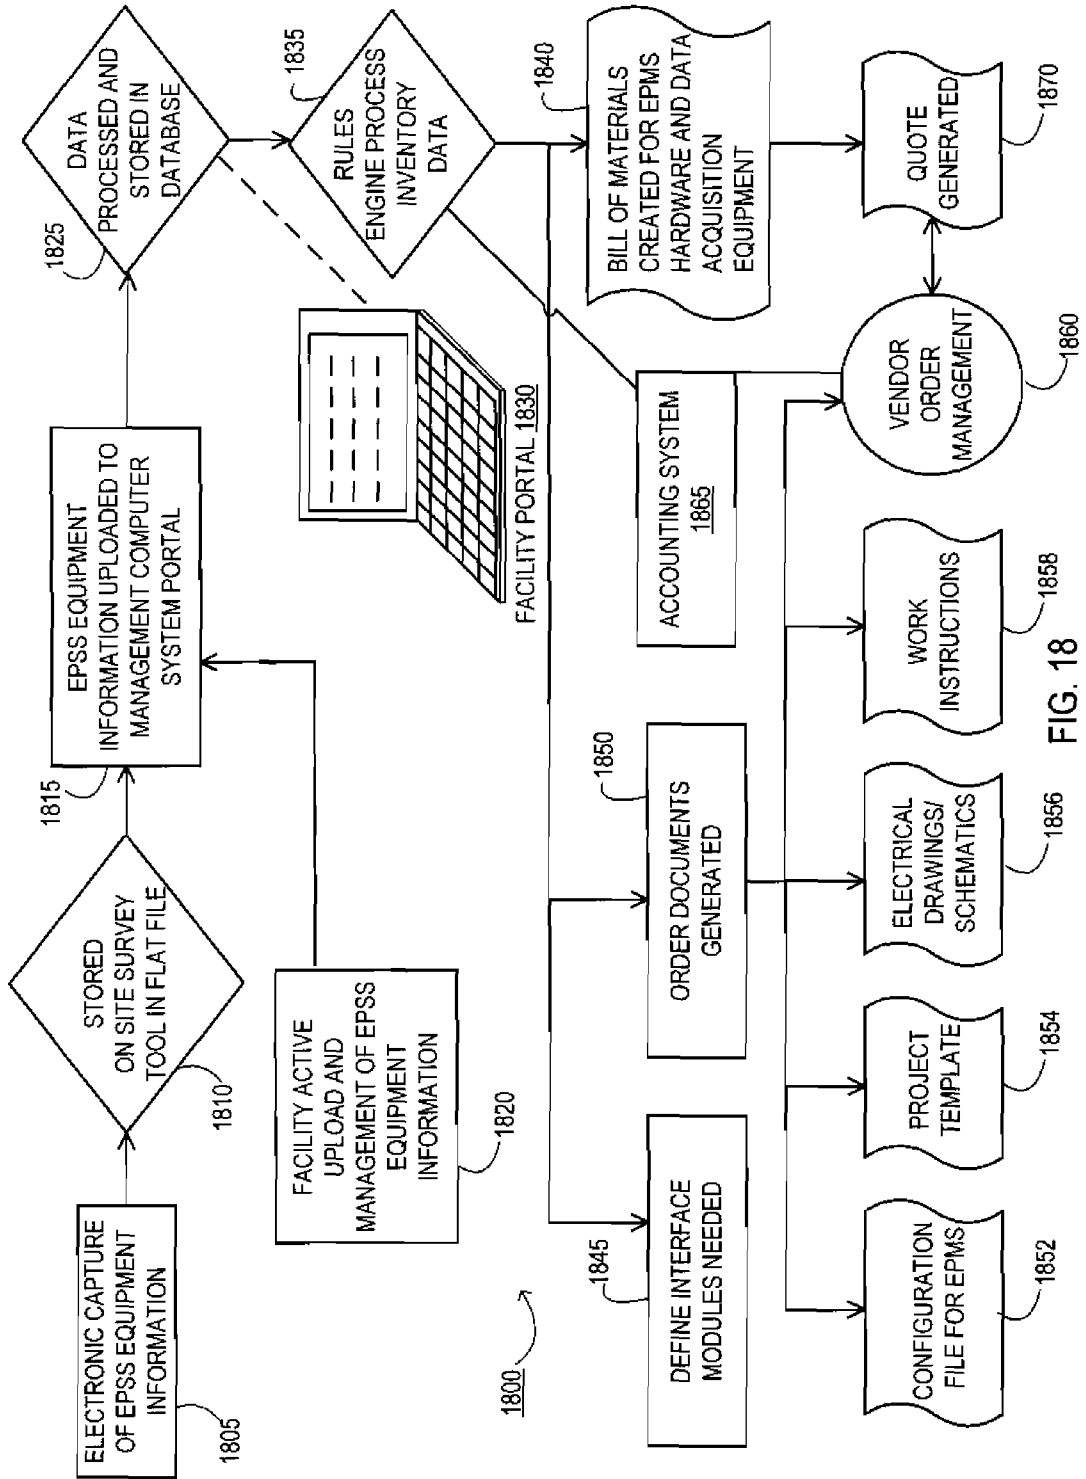 ELECTRONIC CAPTURE
OF EPSS EQUIPMENT
INFORMATION
1805
STORED
ON SITE SURVEY
TOOL IN FLAT FILE
1810
EPSS EQUIPMENT
INFORMATION UPLOADED TO
MANAGEMENT COMPUTER
SYSTEM PORTAL
1815
DATA
PROCESSED AND
STORED IN
DATABASE
1825
FACILITY ACTIVE
UPLOAD AND
MANAGEMENT OF EPSS
EQUIPMENT
INFORMATION
1820
FACILITY PORTAL 1830
RULES
ENGINE PROCESS
INVENTORY
DATA
1835
1800
DEFINE INTERFACE
MODULES NEEDED
1845
ORDER DOCUMENTS
GENERATED
1850
ACCOUNTING SYSTEM
1865
BILL OF MATERIALS
CREATED FOR EPMS
HARDWARE AND DATA
ACQUISITION
EQUIPMENT
1840
CONFIGURATION
FILE FOR EPMS
1852
PROJECT
TEMPLATE
1854
ELECTRICAL
DRAWINGS/
SCHEMATICS
1856
WORK
INSTRUCTIONS
1858
VENDOR
ORDER
MANAGEMENT
1860
QUOTE
GENERATED
1870
FIG. 18